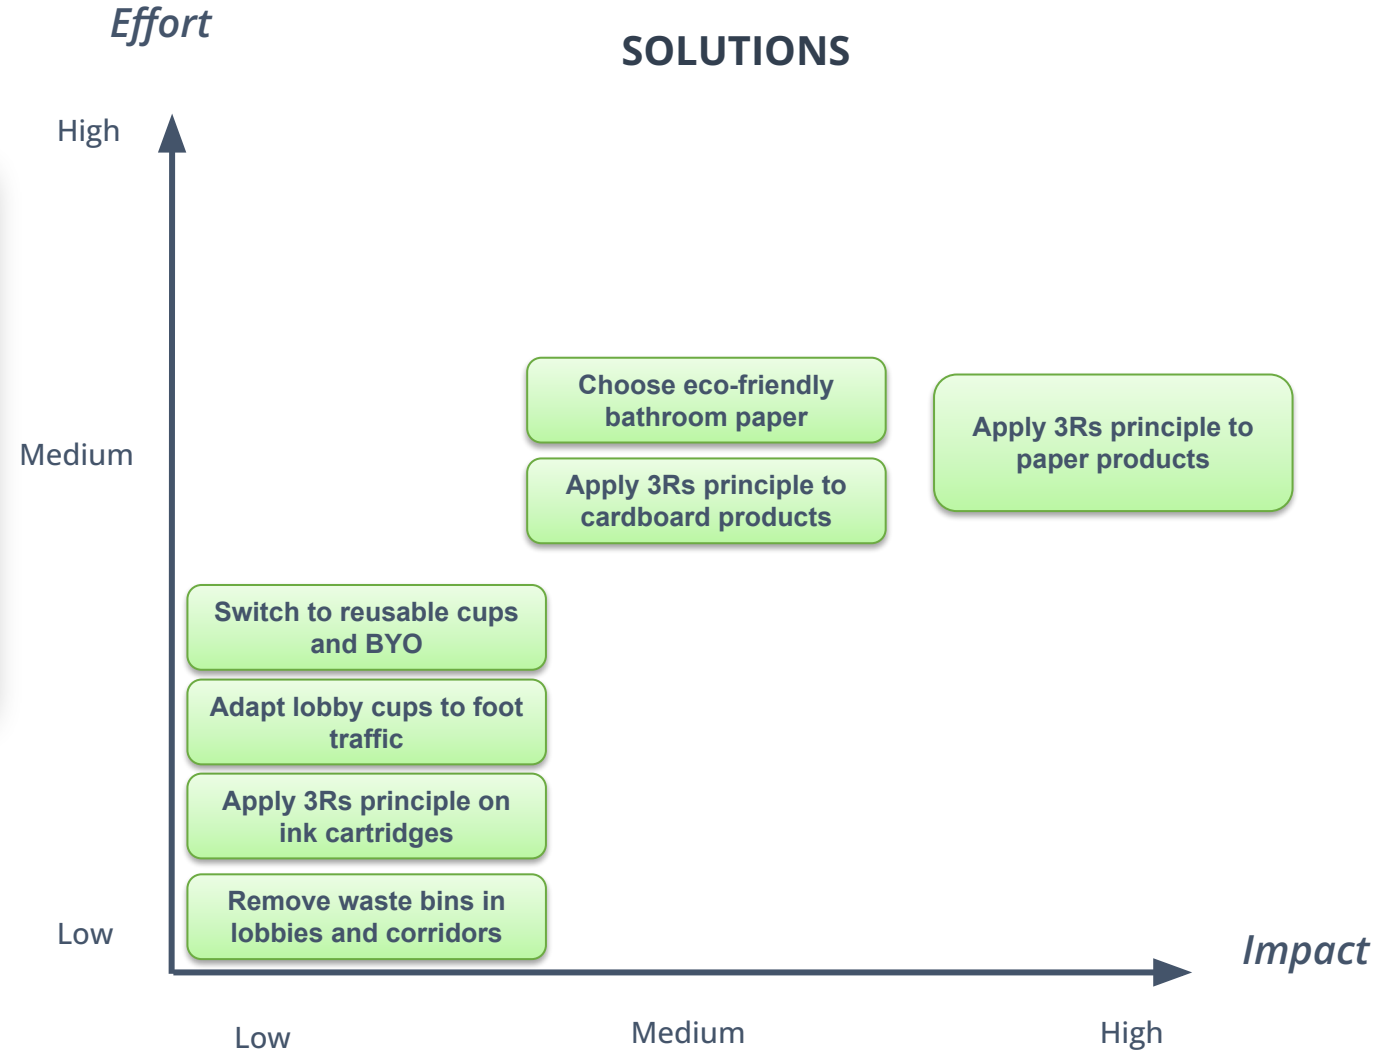 Effort
SOLUTIONS
High
Choose eco-friendly
bathroom paper
Apply 3Rs principle to
paper products
Medium
Apply 3Rs principle to
cardboard products
Switch to reusable cups
and BYO
Adapt lobby cups to foot
traffic
Apply 3Rs principle on
ink cartridges
Remove waste bins in
lobbies and corridors
Low
Impact
Low
Medium
High